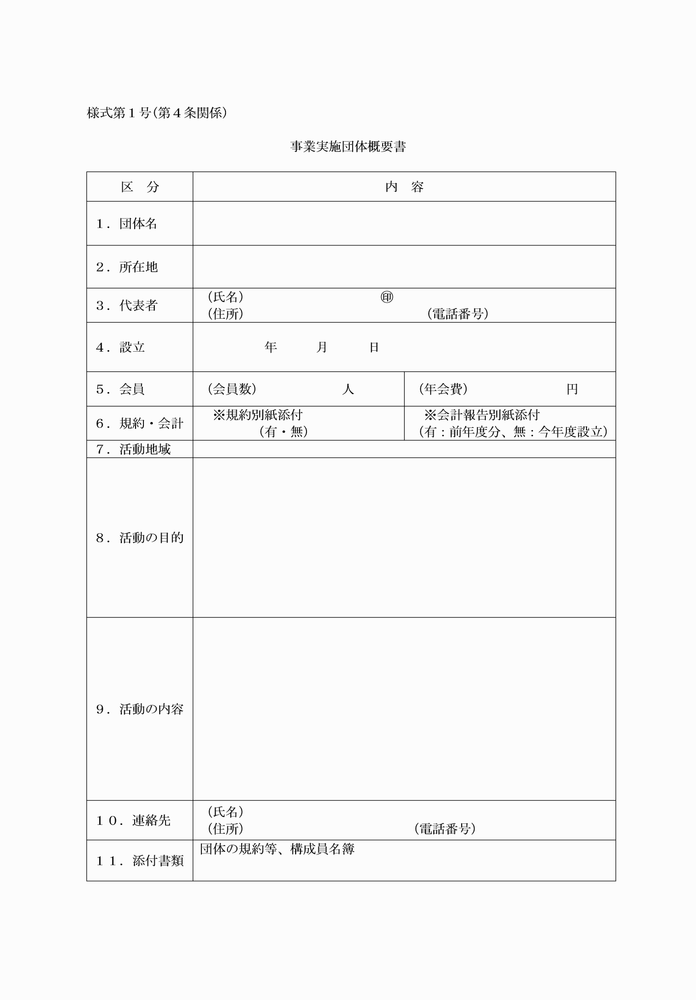 様式第１号（第４条関係）
事業実施団体概要書
区　分　内　容
１．団体名
２．所在地
３．代表者
（氏名）　㊞
（住所）　（電話番号）
４．設立　年　月　日
５．会員　（会員数）　人　（年会費）　円
６．規約・会計
※規約別紙添付
（有・無）
※会計報告別紙添付
（有：前年度分、無：今年度設立）
７．活動地域
８．活動の目的
９．活動の内容
１０．連絡先
（氏名）
（住所）　（電話番号）
１１．添付書類
団体の規約等、構成員名簿